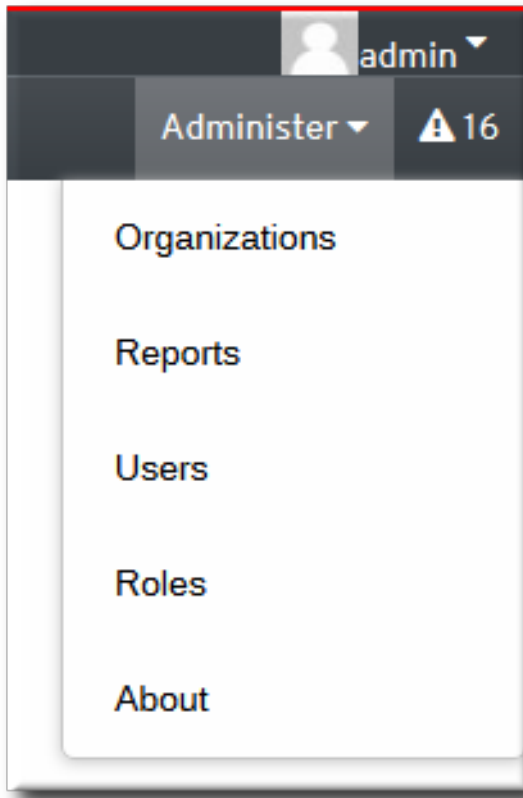 admin
Administer 16
Organizations
Reports
Users
Roles
About